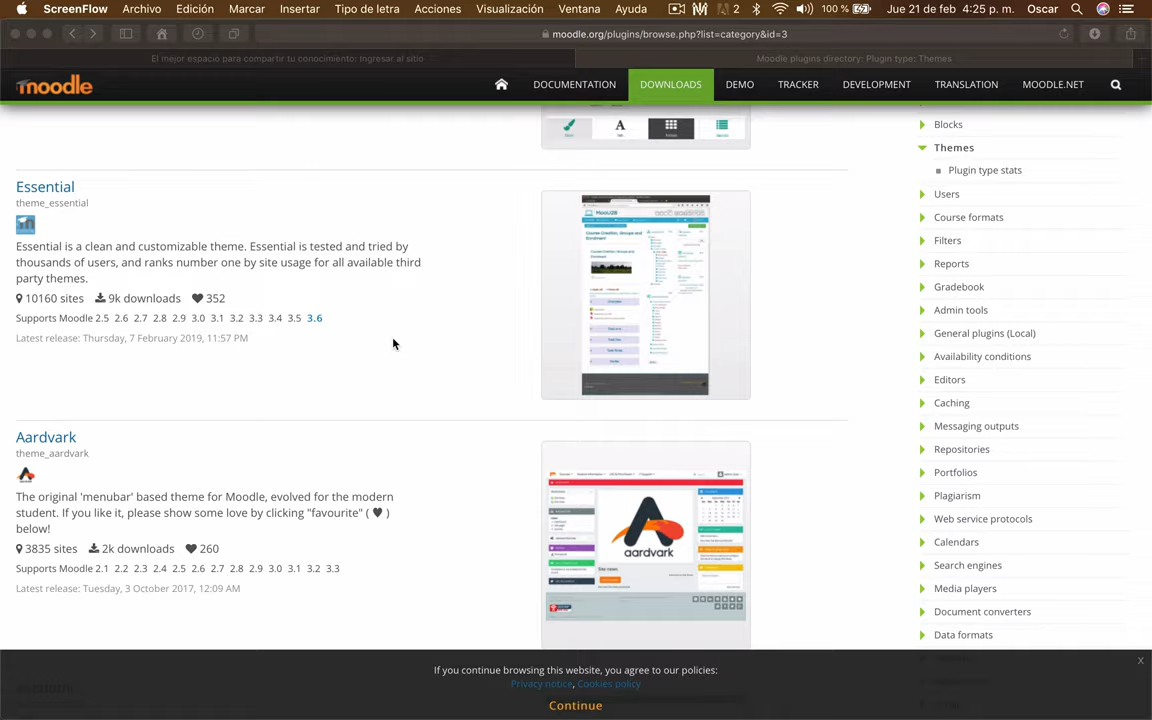 ScreenFlow Archivo Edición Marcar Insertar Tipo de letra Acciones Visualización Ventana Ayuda 2 100 % Jue 21 de feb 4:25 p. m. Oscar
moodle.org/plugins/browse.php?list=category&id=3
El mejor espacio para compartir tu conocimiento: Ingresar al sitio
Moodle plugins directory: Plugin type: Themes
moodle
DOCUMENTATION DOWNLOADS DEMO TRACKER DEVELOPMENT TRANSLATION MOODLE.NET
Essential
theme_essential
Essential is a clean and customizable theme. Essential is tested and tried by
thousands of users, and ranks number one by site usage for all available third
party themes.
10160 sites 9k downloads 352
Supports Moodle 2.5 2.6 2.7 2.8 2.9 3.0 3.1 3.2 3.3 3.4 3.5 3.6
Latest release: Thursday, 7 February 2019, 11:57 PM
Aardvark
theme_aardvark
The original 'menubar' based theme for Moodle, evolved for the modern
student. If you like it, please show some love by clicking "favourite" ( ♥ )
below!
3835 sites 2k downloads 260
Supports Moodle 2.1 2.2 2.3 2.4 2.5 2.6 2.7 2.8 2.9 3.0 3.1 3.2 3.3
Latest release: Tuesday, 3 October 2017, 12:09 AM
aardvark
Blocks
Themes
Plugin type stats
Users
Course formats
Filters
Reports
Gradebook
Admin tools
General plugins (Local)
Availability conditions
Editors
Caching
Messaging outputs
Repositories
Portfolios
Plagiarism
Web service protocols
Calendars
Search engines
Media players
Document converters
Data formats
If you continue browsing this website, you agree to our policies:
x
Privacy notice, Cookies policy
Continue